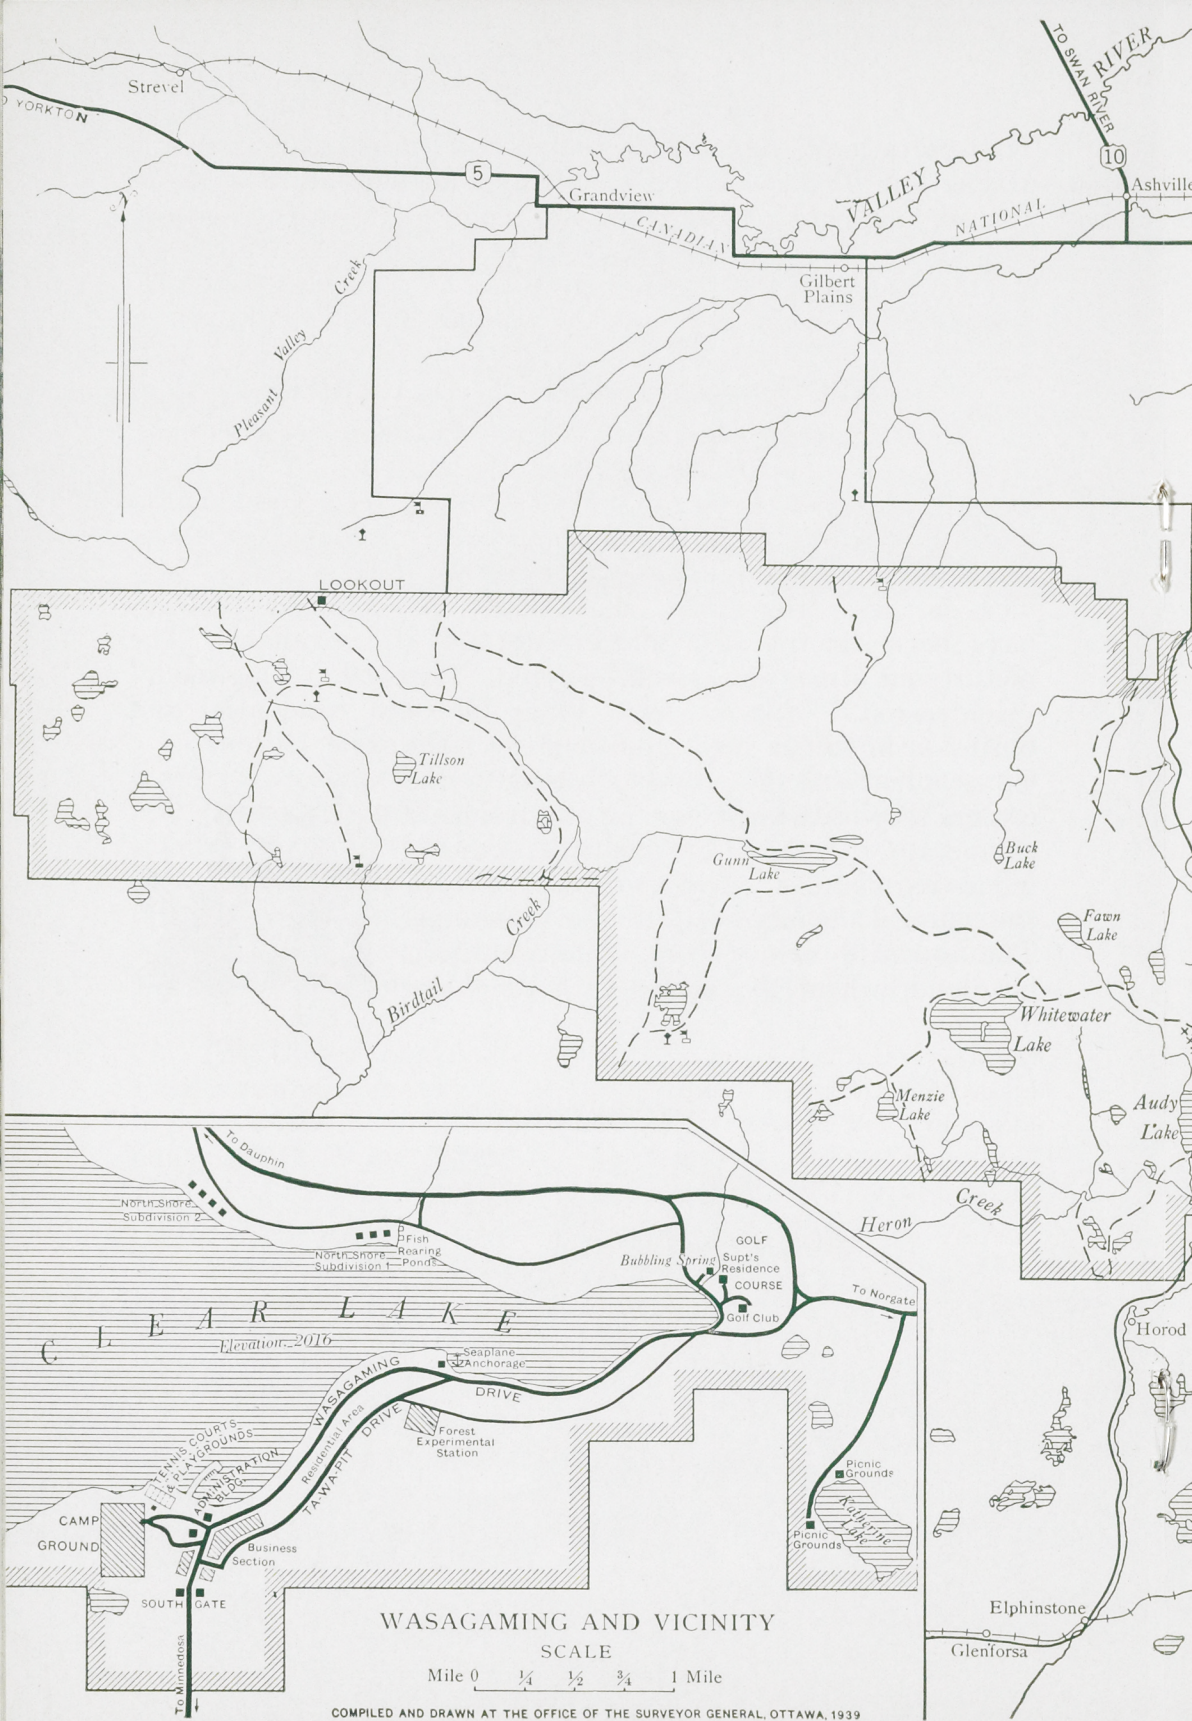 Strevel
YORKTON
5
Grandview
CANADIAN
VALLEY
RIVER
TO SWAN RIVER
10
Ashville
NATIONAL
Gilbert
Plains
Pleasant Valley Creek
LOOKOUT
Tillson
Lake
Gunn
Lake
Buck
Lake
Fawn
Lake
Birdtail Creek
Whitewater
Lake
Menzie
Lake
Audy
Lake
Heron Creek
Horod
Elphinstone
Glenforsa
To Dauphin
North Shore
Subdivision 2
North Shore
Subdivision 1
Fish
Rearing
Ponds
Bubbling Spring
GOLF
COURSE
Supt's
Residence
Golf Club
To Norgate
CLEAR LAKE
Elevation 2016
Seaplane
Anchorage
WASAGAMING DRIVE
Residential Area
TA-WA-PIT DRIVE
Forest
Experimental
Station
TENNIS COURTS
& PLAYGROUNDS
ADMINISTRATION
BLDG.
CAMP
GROUND
Business
Section
SOUTH GATE
To Minnedosa
Picnic
Grounds
Katherine
Lake
Picnic
Grounds
WASAGAMING AND VICINITY
SCALE
Mile 0 ¼ ½ ¾ 1 Mile
COMPILED AND DRAWN AT THE OFFICE OF THE SURVEYOR GENERAL, OTTAWA, 1939